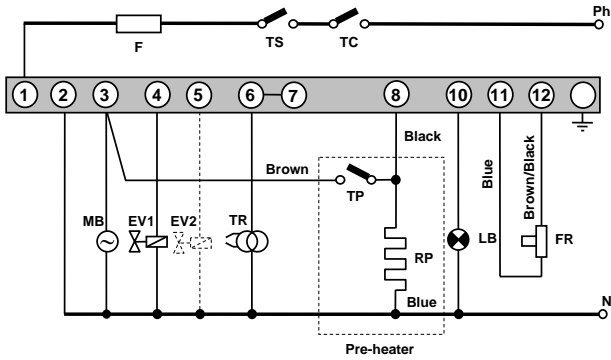 Ph
F
TS
TC
1 2 3 4 5 6 7 8 10 11 12
Black
Brown
Blue
Brown/Black
TP
MB
EV1
EV2
TR
RP
LB
FR
Blue
N
Pre-heater